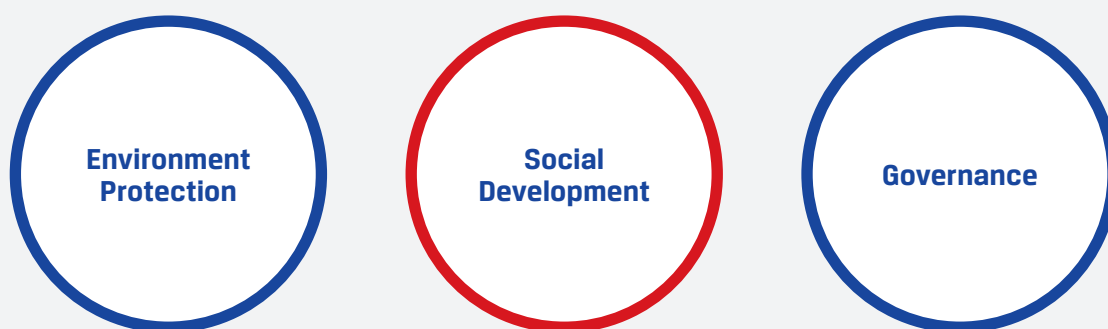 Environment
Protection
Social
Development
Governance